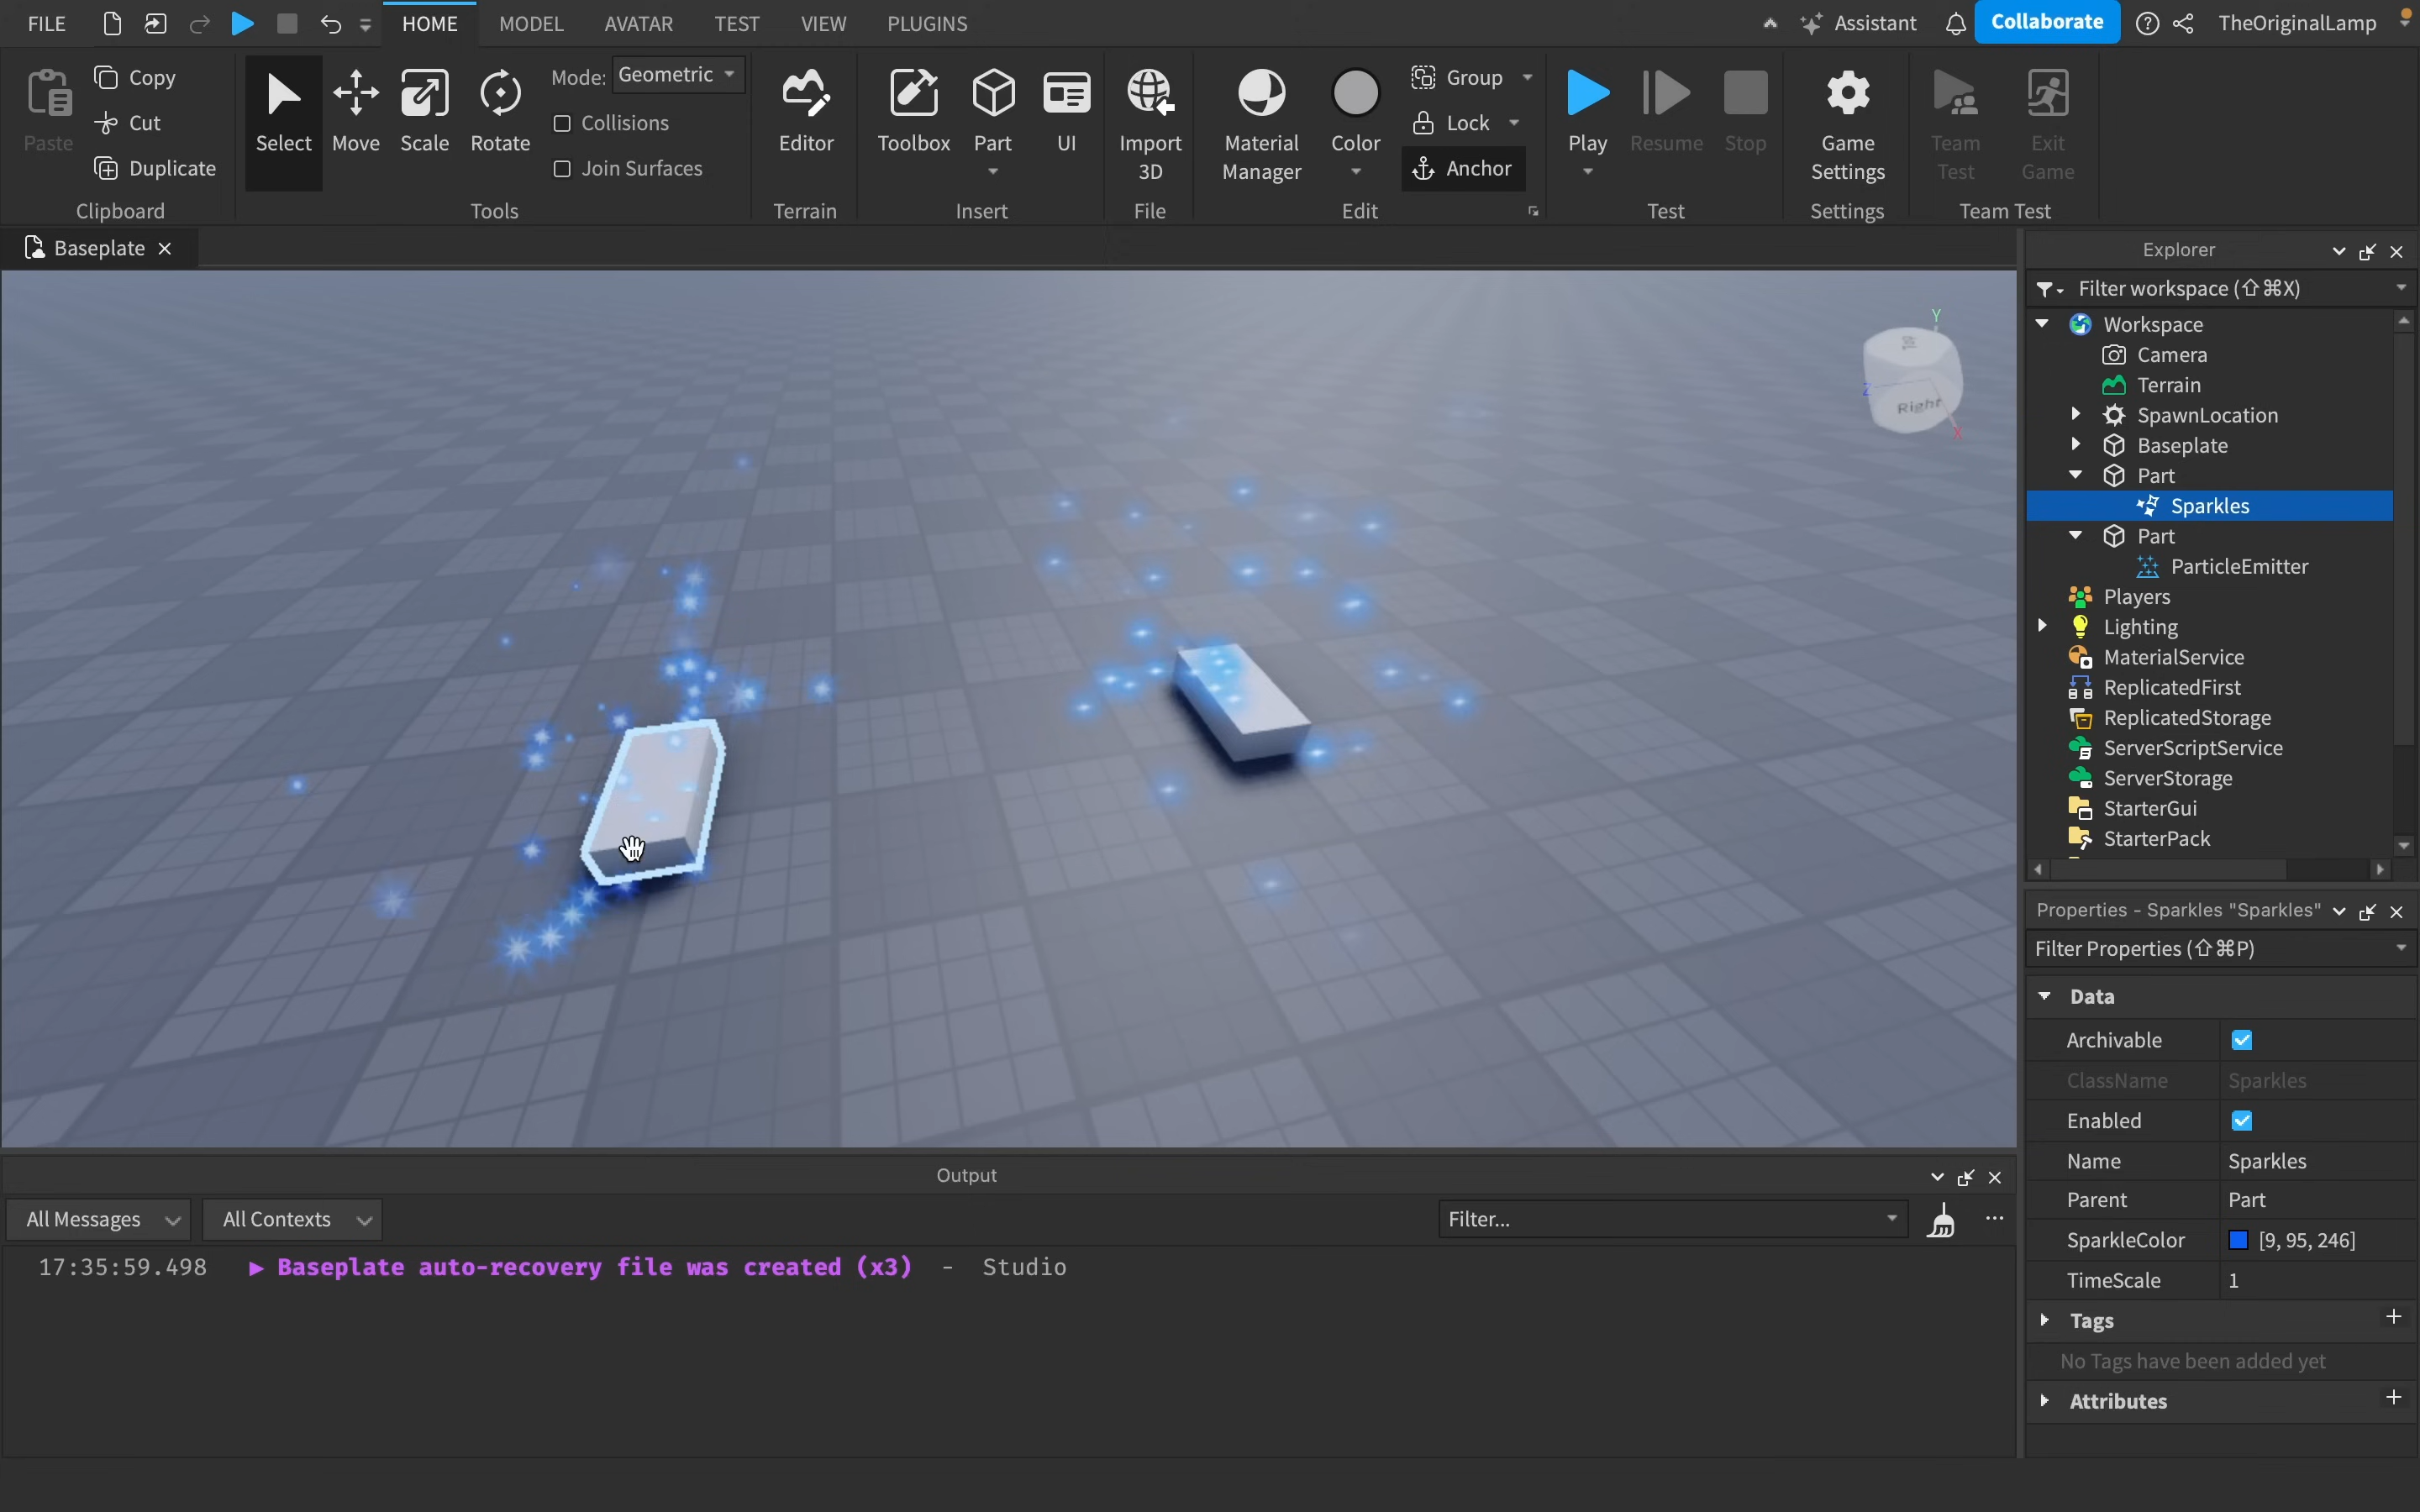 FILE HOME MODEL AVATAR TEST VIEW PLUGINS Assistant Collaborate TheOriginalLamp
Paste
Copy
Cut
Duplicate
Clipboard
Select Move Scale Rotate
Mode: Geometric
Collisions
Join Surfaces
Tools
Editor
Terrain
Toolbox Part UI
Insert
Import
3D
File
Material
Manager
Color
Group
Lock
Anchor
Edit
Play Resume Stop
Test
Game
Settings
Settings
Team
Test
Exit
Game
Team Test
Baseplate
Y
Z
Right
X
Explorer
Filter workspace (⇧⌘X)
Workspace
Camera
Terrain
SpawnLocation
Baseplate
Part
Sparkles
Part
ParticleEmitter
Players
Lighting
MaterialService
ReplicatedFirst
ReplicatedStorage
ServerScriptService
ServerStorage
StarterGui
StarterPack
Properties - Sparkles "Sparkles"
Filter Properties (⇧⌘P)
Data
Archivable
ClassName Sparkles
Enabled
Name Sparkles
Parent Part
SparkleColor [9, 95, 246]
TimeScale 1
Tags +
No Tags have been added yet
Attributes +
Output
All Messages All Contexts Filter... ...
17:35:59.498 ▶ Baseplate auto-recovery file was created (x3) - Studio